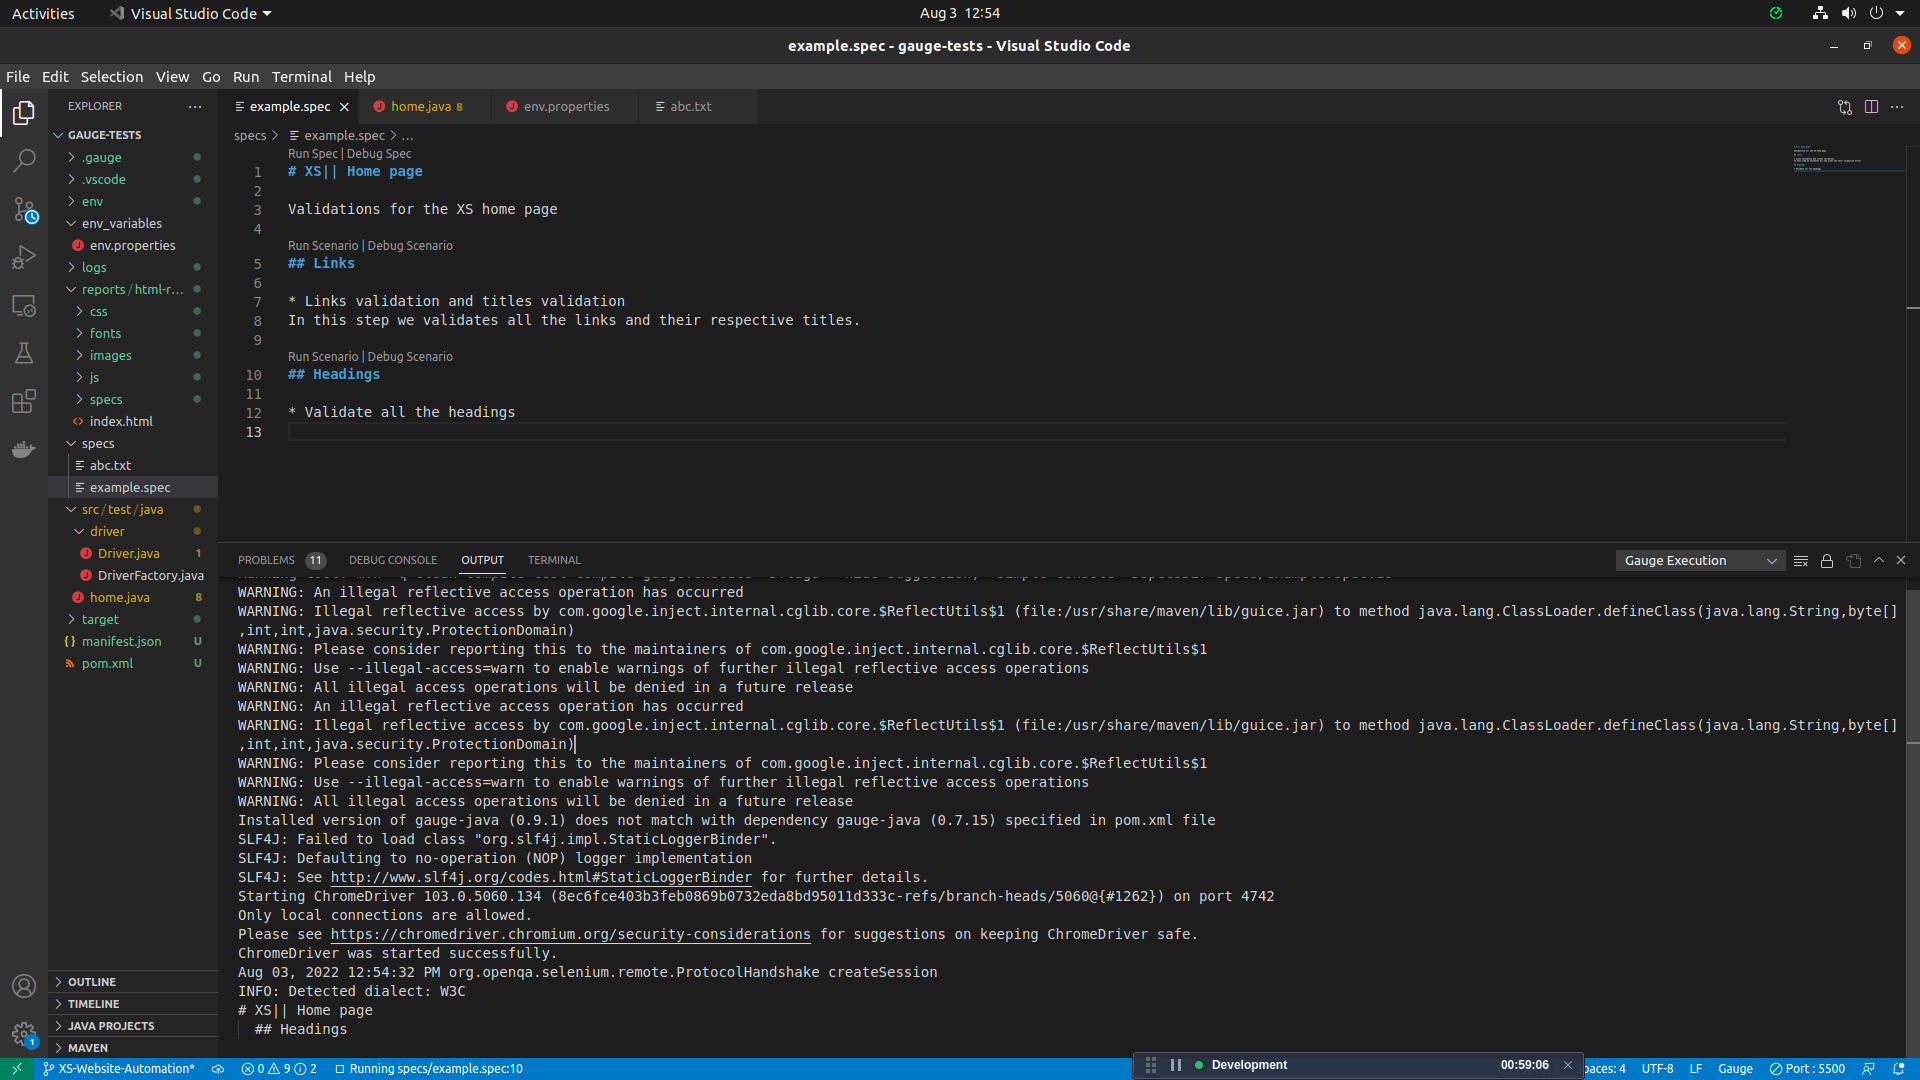 Activities
Visual Studio Code
Aug 3 12:54
example.spec - gauge-tests - Visual Studio Code
File Edit Selection View Go Run Terminal Help
EXPLORER
GAUGE-TESTS
.gauge
.vscode
env
env_variables
env.properties
logs
reports/html-r...
css
fonts
images
js
specs
index.html
specs
abc.txt
example.spec
src/test/java
driver
Driver.java 1
DriverFactory.java
home.java 8
target
manifest.json U
pom.xml U
OUTLINE
TIMELINE
JAVA PROJECTS
MAVEN
example.spec
home.java 8
env.properties
abc.txt
specs > example.spec > ...
Run Spec | Debug Spec
1 # XS|| Home page
2
3 Validations for the XS home page
4
Run Scenario | Debug Scenario
5 ## Links
6
7 * Links validation and titles validation
8 In this step we validates all the links and their respective titles.
9
Run Scenario | Debug Scenario
10 ## Headings
11
12 * Validate all the headings
13
PROBLEMS 11 DEBUG CONSOLE OUTPUT TERMINAL
Gauge Execution
WARNING: An illegal reflective access operation has occurred
WARNING: Illegal reflective access by com.google.inject.internal.cglib.core.$ReflectUtils$1 (file:/usr/share/maven/lib/guice.jar) to method java.lang.ClassLoader.defineClass(java.lang.String,byte[]
,int,int,java.security.ProtectionDomain)
WARNING: Please consider reporting this to the maintainers of com.google.inject.internal.cglib.core.$ReflectUtils$1
WARNING: Use --illegal-access=warn to enable warnings of further illegal reflective access operations
WARNING: All illegal access operations will be denied in a future release
WARNING: An illegal reflective access operation has occurred
WARNING: Illegal reflective access by com.google.inject.internal.cglib.core.$ReflectUtils$1 (file:/usr/share/maven/lib/guice.jar) to method java.lang.ClassLoader.defineClass(java.lang.String,byte[]
,int,int,java.security.ProtectionDomain)
WARNING: Please consider reporting this to the maintainers of com.google.inject.internal.cglib.core.$ReflectUtils$1
WARNING: Use --illegal-access=warn to enable warnings of further illegal reflective access operations
WARNING: All illegal access operations will be denied in a future release
Installed version of gauge-java (0.9.1) does not match with dependency gauge-java (0.7.15) specified in pom.xml file
SLF4J: Failed to load class "org.slf4j.impl.StaticLoggerBinder".
SLF4J: Defaulting to no-operation (NOP) logger implementation
SLF4J: See http://www.slf4j.org/codes.html#StaticLoggerBinder for further details.
Starting ChromeDriver 103.0.5060.134 (8ec6fce403b3feb0869b0732eda8bd95011d333c-refs/branch-heads/5060@{#1262}) on port 4742
Only local connections are allowed.
Please see https://chromedriver.chromium.org/security-considerations for suggestions on keeping ChromeDriver safe.
ChromeDriver was started successfully.
Aug 03, 2022 12:54:32 PM org.openqa.selenium.remote.ProtocolHandshake createSession
INFO: Detected dialect: W3C
# XS|| Home page
## Headings
1
XS-Website-Automation* 0 9 2 Running specs/example.spec:10
Development 00:59:06
paces: 4 UTF-8 LF Gauge Port : 5500